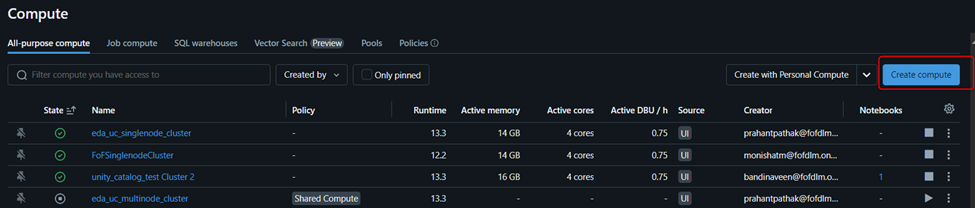 Compute
All-purpose compute Job compute SQL warehouses Vector Search Preview Pools Policies
Filter compute you have access to Created by Only pinned Create with Personal Compute Create compute
State Name Policy Runtime Active memory Active cores Active DBU / h Source Creator Notebooks
eda_uc_singlenode_cluster - 13.3 14 GB 4 cores 0.75 UI prahantpathak@fofdlm... -
FoFSinglenodeCluster - 12.2 14 GB 4 cores 0.75 UI monishatm@fofdlm.on... -
unity_catalog_test Cluster 2 - 13.3 16 GB 4 cores 0.75 UI bandinaveen@fofdlm.o... 1
eda_uc_multinode_cluster Shared Compute 13.3 - - - UI prahantpathak@fofdlm... -